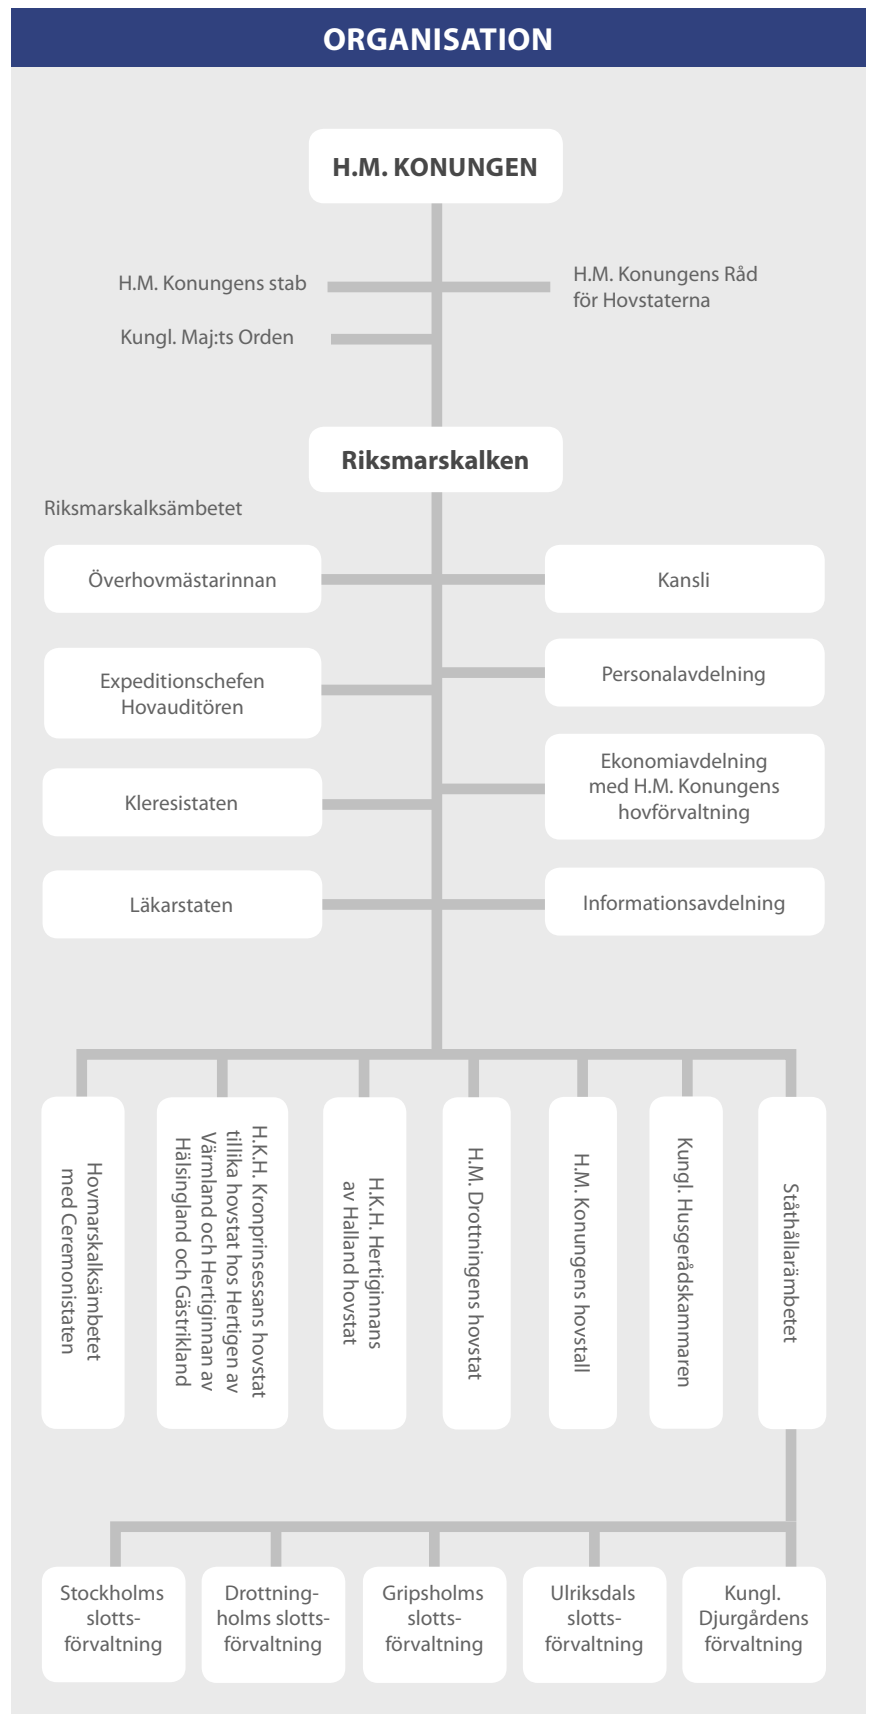 ORGANISATION
H.M. KONUNGEN
H.M. Konungens stab
H.M. Konungens Råd
för Hovstaterna
Kungl. Maj:ts Orden
Riksmarskalken
Riksmarskalksämbetet
Överhovmästarinnan
Kansli
Expeditionschefen
Hovauditören
Personalavdelning
Ekonomiavdelning
med H.M. Konungens
hovförvaltning
Kleresistaten
Läkarstaten
Informationsavdelning
Hovmarskalksämbetet
med Ceremonistaten
H.K.H. Kronprinsessans hovstat
tillika hovstat hos Hertigen av
Värmland och Hertiginnan av
Hälsingland och Gästrikland
H.K.H. Hertiginnans
av Halland hovstat
H.M. Drottningens hovstat
H.M. Konungens hovstall
Kungl. Husgerådskammaren
Ståthållarämbetet
Stockholms
slotts-
förvaltning
Drottning-
holms slotts-
förvaltning
Gripsholms
slotts-
förvaltning
Ulriksdals
slotts-
förvaltning
Kungl.
Djurgårdens
förvaltning